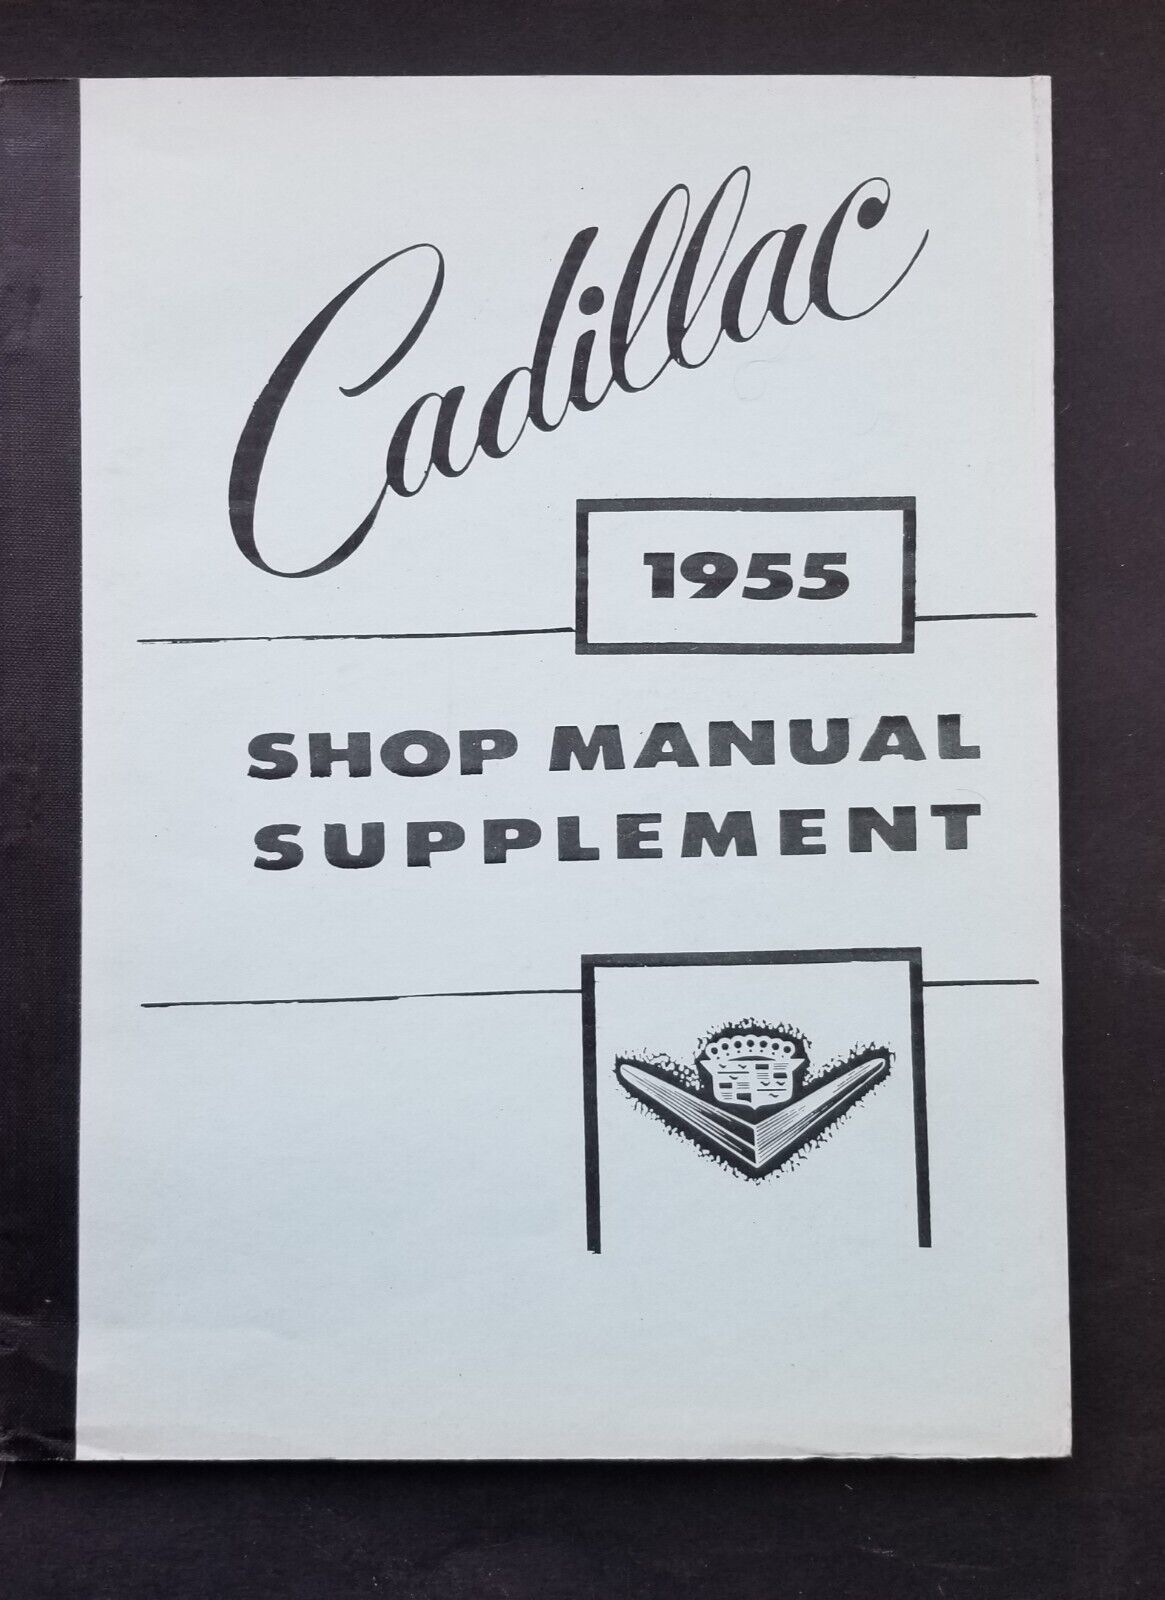 Cadillac
1955
SHOP MANUAL
SUPPLEMENT